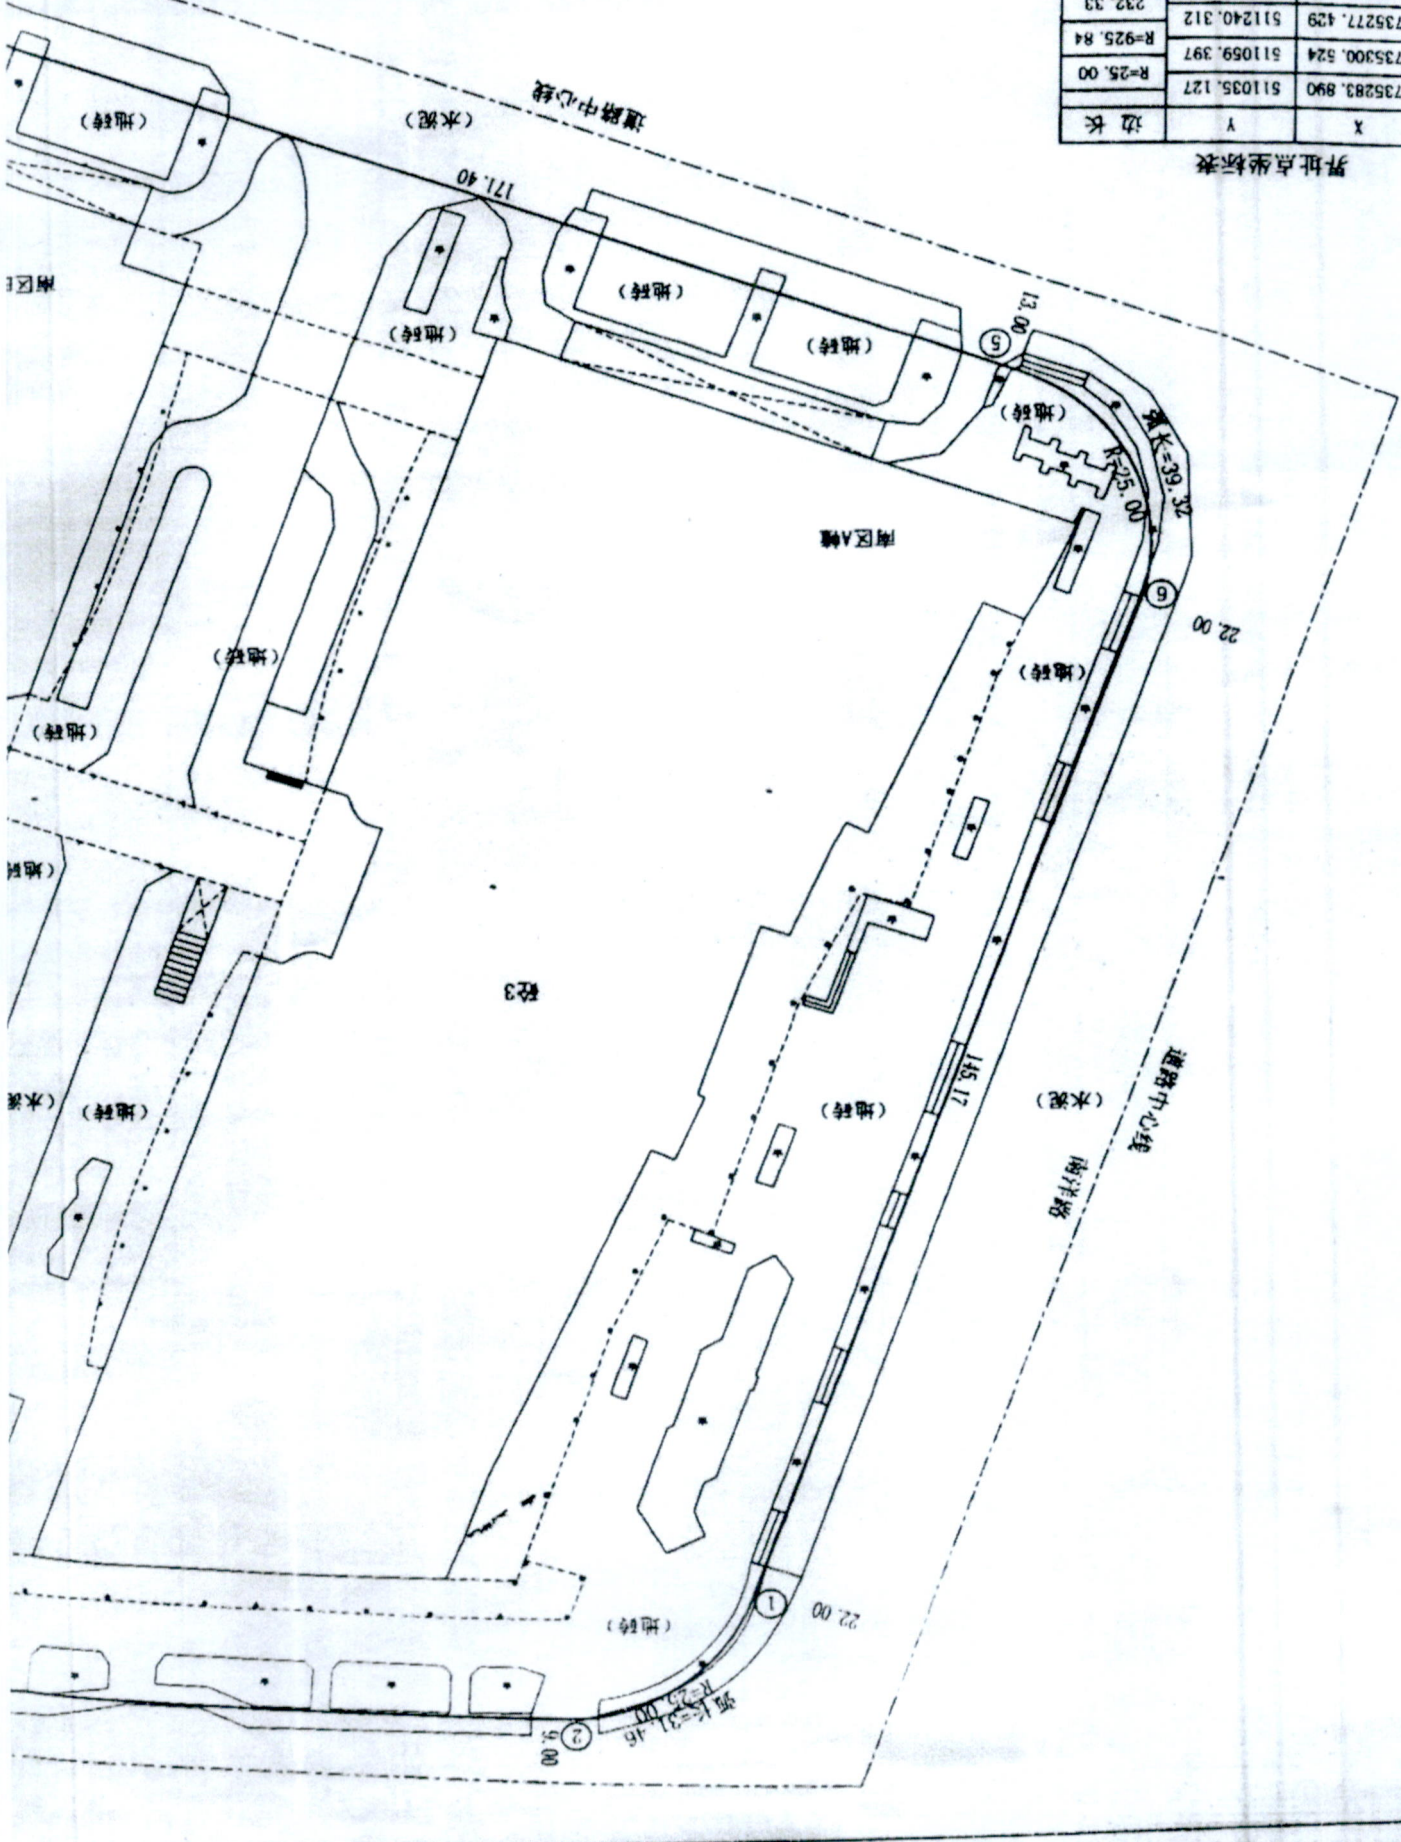 9.00
②
弧长=31.46
R=25.00
(地砖)
①
22.00
(地砖)
(水泥)
(地砖)
(水泥)
南洋路
道路中心线
145.17
砼3
(地砖)
(地砖)
(地砖)
(地砖)
22.00
⑥
南区A幢
R=25.00
弧长=39.32
(地砖)
⑤
13.00
(地砖)
(地砖)
(地砖)
南区
171.40
(地砖)
(水泥)
道路中心线
界址点坐标表
X Y 边长
735283.890 511035.127
R=25.00
735300.524 511059.397
R=925.84
735277.429 511240.312
232.33